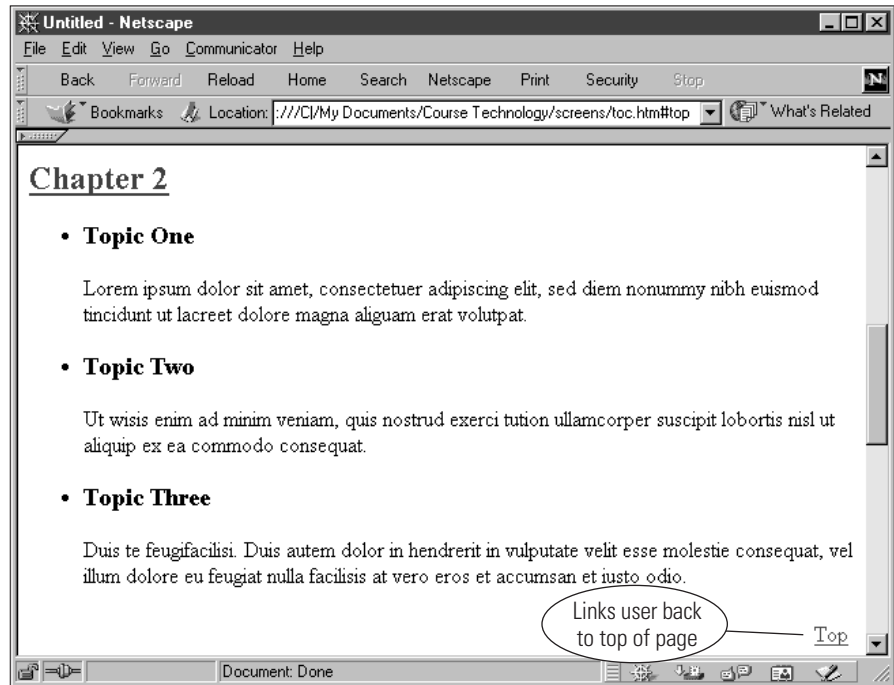 Untitled - Netscape
File Edit View Go Communicator Help
Back Forward Reload Home Search Netscape Print Security Stop
N
Bookmarks Location: :///C|/My Documents/Course Technology/screens/toc.htm#top What's Related
Chapter 2
• Topic One
Lorem ipsum dolor sit amet, consectetuer adipiscing elit, sed diem nonummy nibh euismod
tincidunt ut lacreet dolore magna aliguam erat volutpat.
• Topic Two
Ut wisis enim ad minim veniam, quis nostrud exerci tution ullamcorper suscipit lobortis nisl ut
aliquip ex ea commodo consequat.
• Topic Three
Duis te feugifacilisi. Duis autem dolor in hendrerit in vulputate velit esse molestie consequat, vel
illum dolore eu feugiat nulla facilisis at vero eros et accumsan et iusto odio.
Links user back
to top of page
Top
Document: Done